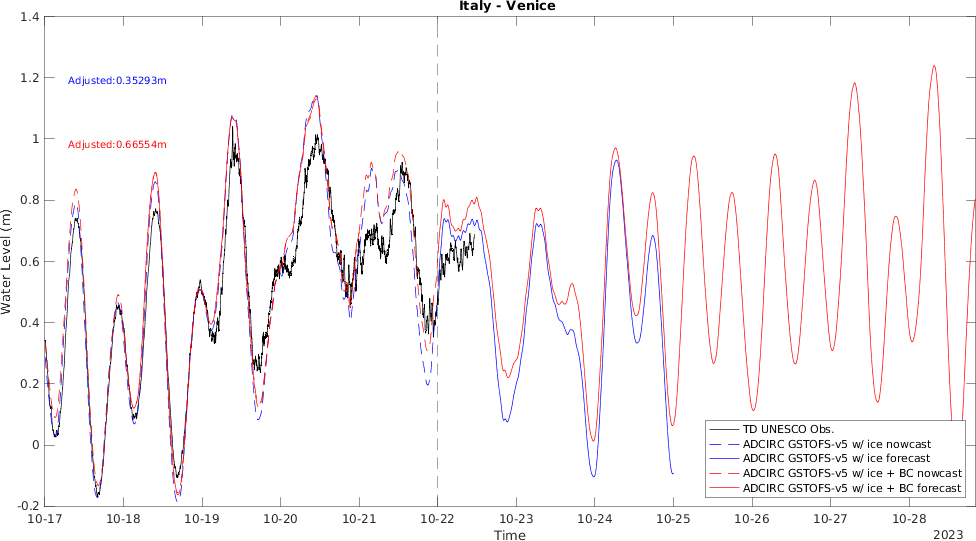 Italy - Venice
1.4
1.2
1
0.8
0.6
0.4
0.2
0
-0.2
Water Level (m)
Adjusted:0.35293m
Adjusted:0.66554m
TD UNESCO Obs.
ADCIRC GSTOFS-v5 w/ ice nowcast
ADCIRC GSTOFS-v5 w/ ice forecast
ADCIRC GSTOFS-v5 w/ ice + BC nowcast
ADCIRC GSTOFS-v5 w/ ice + BC forecast
10-17 10-18 10-19 10-20 10-21 10-22 10-23 10-24 10-25 10-26 10-27 10-28
Time
2023